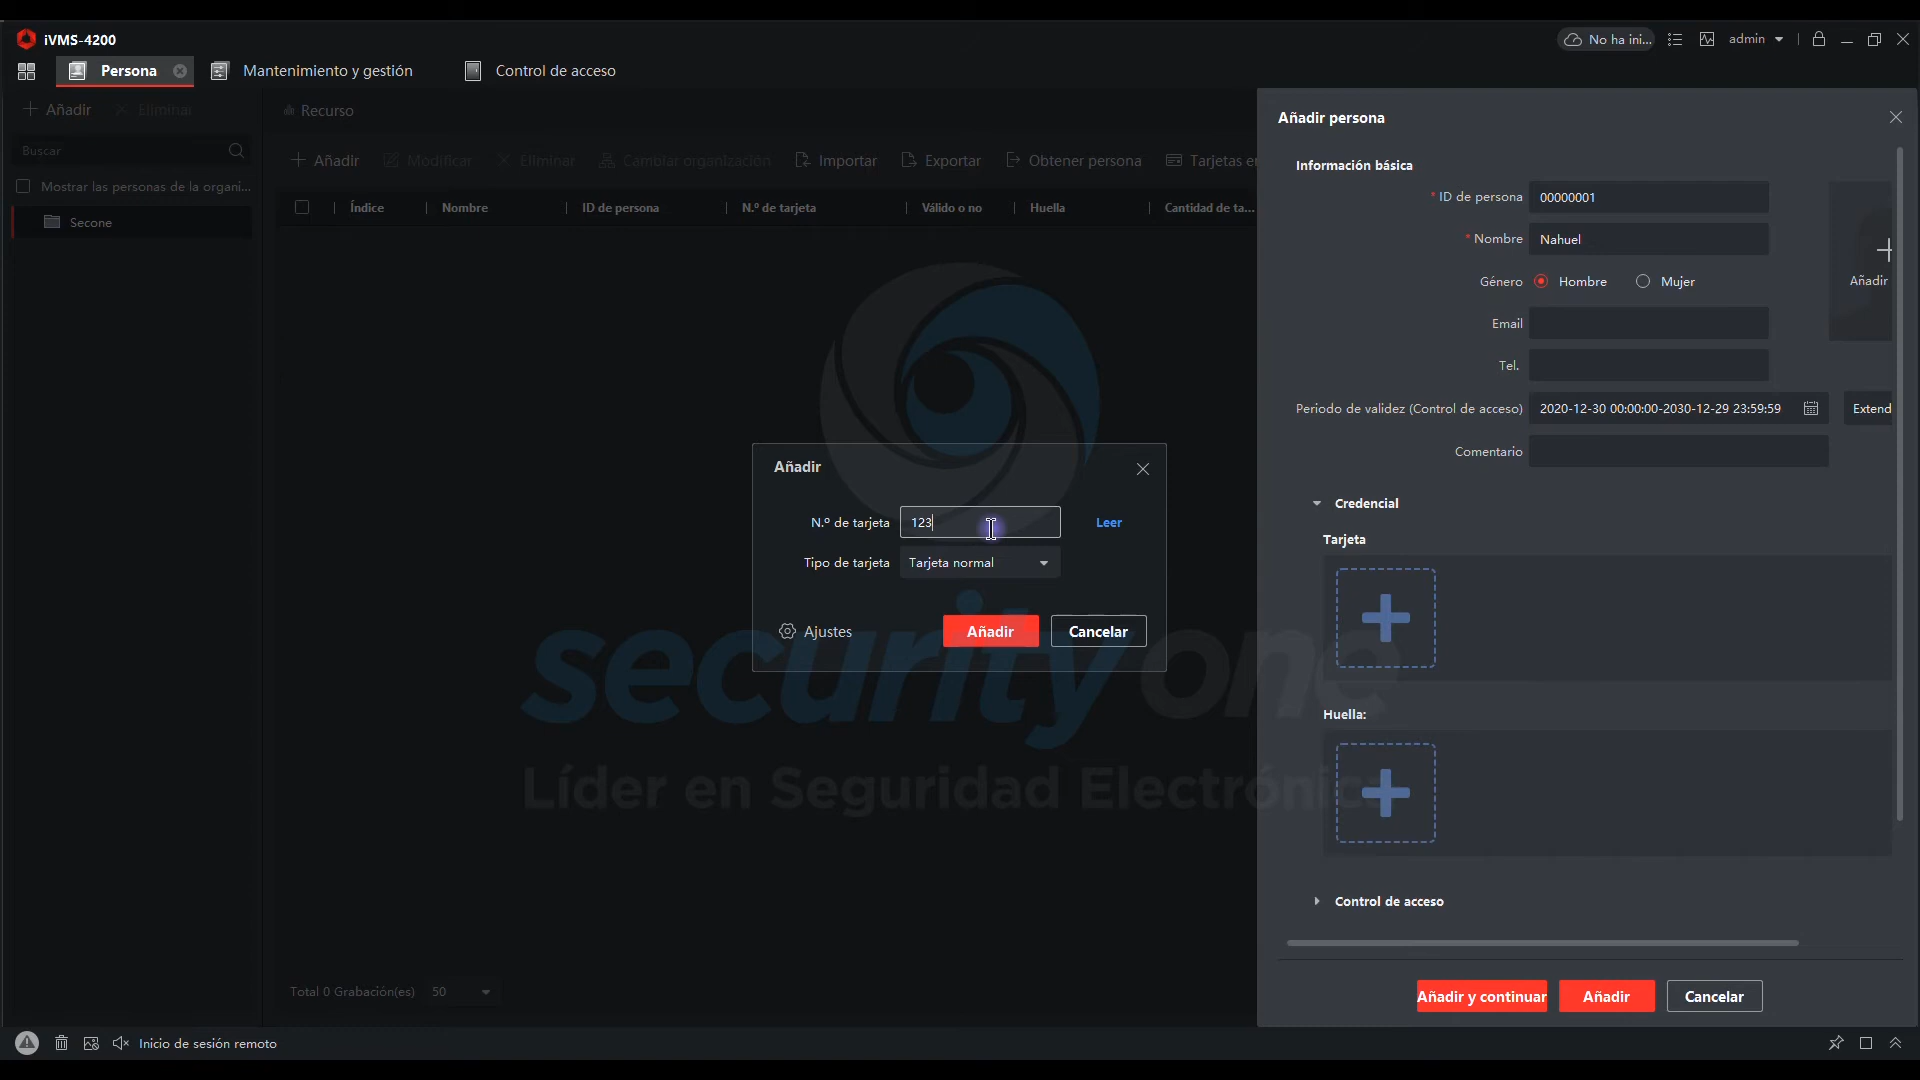 iVMS-4200
No ha ini...
admin
Persona
Mantenimiento y gestión
Control de acceso
Añadir
Eliminar
Recurso
Buscar
Añadir
Modificar
Eliminar
Cambiar organización
Importar
Exportar
Obtener persona
Tarjetas en
Mostrar las personas de la organi...
Secone
Índice
Nombre
ID de persona
N.º de tarjeta
Válido o no
Huella
Cantidad de ta...
Añadir
N.º de tarjeta
123
Leer
Tipo de tarjeta
Tarjeta normal
Ajustes
Añadir
Cancelar
securityone
Líder en Seguridad Electrónica
Total 0 Grabación(es)
50
Añadir persona
Información básica
* ID de persona
00000001
* Nombre
Nahuel
Añadir
Género
Hombre
Mujer
Email
Tel.
Periodo de validez (Control de acceso)
2020-12-30 00:00:00-2030-12-29 23:59:59
Extend
Comentario
Credencial
Tarjeta
Huella:
Control de acceso
Añadir y continuar
Añadir
Cancelar
Inicio de sesión remoto